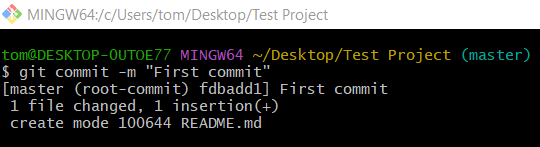 MINGW64:/c/Users/tom/Desktop/Test Project
tom@DESKTOP-OUTOE77 MINGW64 ~/Desktop/Test Project (master)
$ git commit -m "First commit"
[master (root-commit) fdbadd1] First commit
 1 file changed, 1 insertion(+)
 create mode 100644 README.md